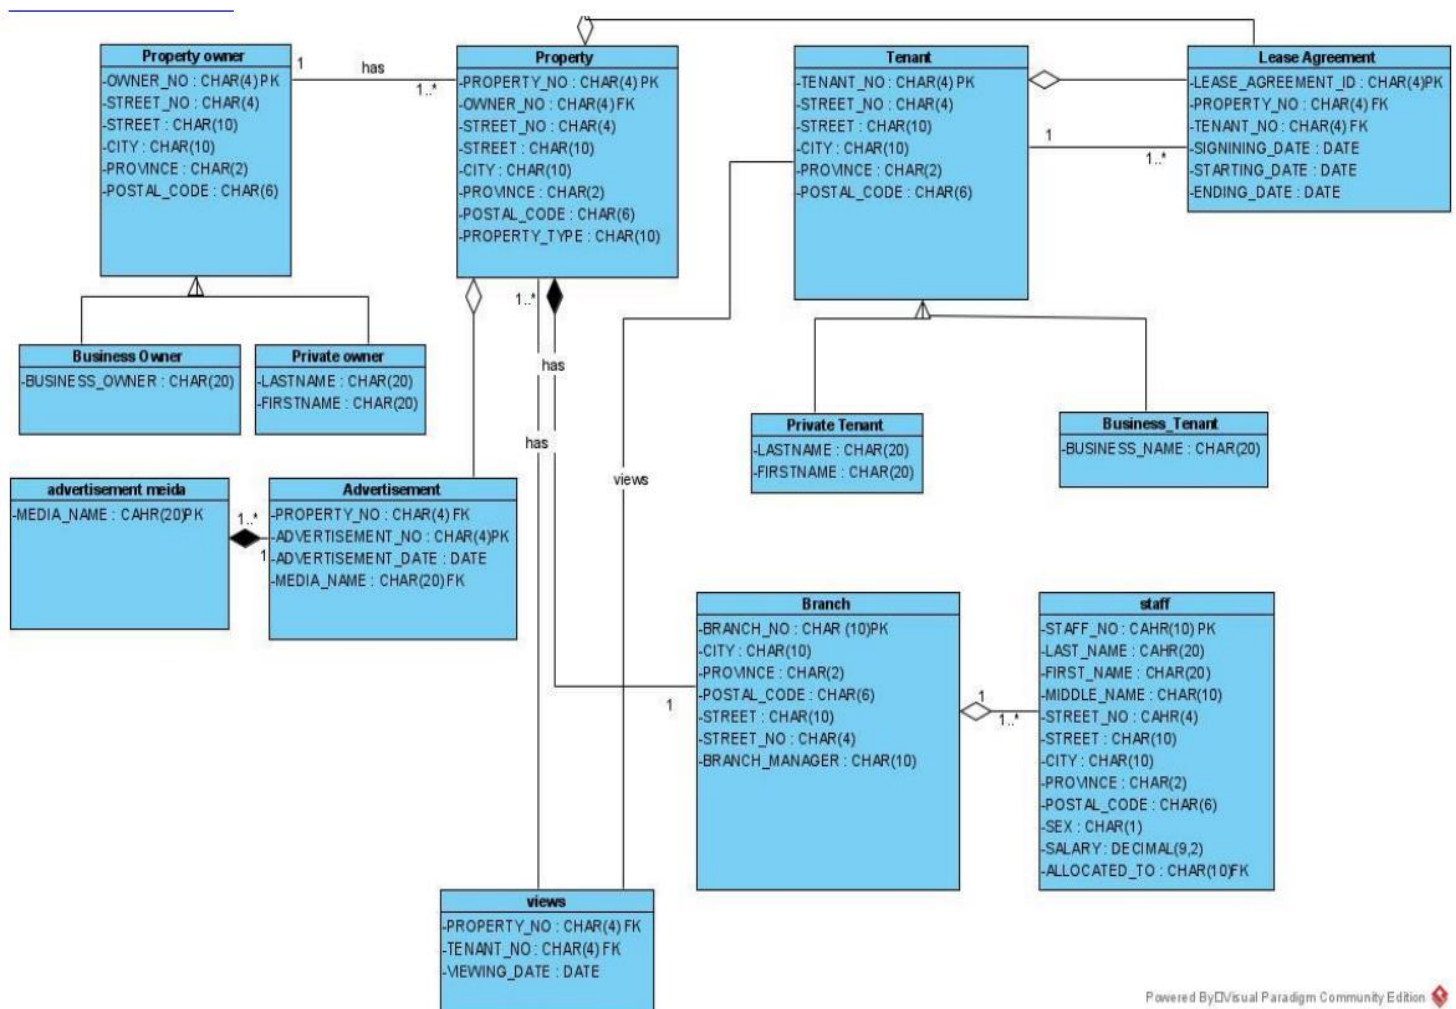 Property owner
-OWNER_NO : CHAR(4) PK
-STREET_NO : CHAR(4)
-STREET : CHAR(10)
-CITY : CHAR(10)
-PROVINCE : CHAR(2)
-POSTAL_CODE : CHAR(6)
1
has
1..*
Property
-PROPERTY_NO : CHAR(4) PK
-OWNER_NO : CHAR(4) FK
-STREET_NO : CHAR(4)
-STREET : CHAR(10)
-CITY : CHAR(10)
-PROVINCE : CHAR(2)
-POSTAL_CODE : CHAR(6)
-PROPERTY_TYPE : CHAR(10)
Tenant
-TENANT_NO : CHAR(4) PK
-STREET_NO : CHAR(4)
-STREET : CHAR(10)
-CITY : CHAR(10)
-PROVINCE : CHAR(2)
-POSTAL_CODE : CHAR(6)
1
1..*
Lease Agreement
-LEASE_AGREEMENT_ID : CHAR(4)PK
-PROPERTY_NO : CHAR(4) FK
-TENANT_NO : CHAR(4) FK
-SIGNINING_DATE : DATE
-STARTING_DATE : DATE
-ENDING_DATE : DATE
1..*
Business Owner
-BUSINESS_OWNER : CHAR(20)
Private owner
-LASTNAME : CHAR(20)
-FIRSTNAME : CHAR(20)
has
has
views
Private Tenant
-LASTNAME : CHAR(20)
-FIRSTNAME : CHAR(20)
Business_Tenant
-BUSINESS_NAME : CHAR(20)
advertisement meida
-MEDIA_NAME : CAHR(20)PK
1..*
1
Advertisement
-PROPERTY_NO : CHAR(4) FK
-ADVERTISEMENT_NO : CHAR(4)PK
-ADVERTISEMENT_DATE : DATE
-MEDIA_NAME : CHAR(20) FK
1
Branch
-BRANCH_NO : CHAR (10)PK
-CITY : CHAR(10)
-PROVINCE : CHAR(2)
-POSTAL_CODE : CHAR(6)
-STREET : CHAR(10)
-STREET_NO : CHAR(4)
-BRANCH_MANAGER : CHAR(10)
1
1..*
staff
-STAFF_NO : CAHR(10) PK
-LAST_NAME : CAHR(20)
-FIRST_NAME : CHAR(20)
-MIDDLE_NAME : CHAR(10)
-STREET_NO : CAHR(4)
-STREET : CHAR(10)
-CITY : CHAR(10)
-PROVINCE : CHAR(2)
-POSTAL_CODE : CHAR(6)
-SEX : CHAR(1)
-SALARY : DECIMAL(9,2)
-ALLOCATED_TO : CHAR(10)FK
views
-PROPERTY_NO : CHAR(4) FK
-TENANT_NO : CHAR(4) FK
-VIEWING_DATE : DATE
Powered By□Visual Paradigm Community Edition